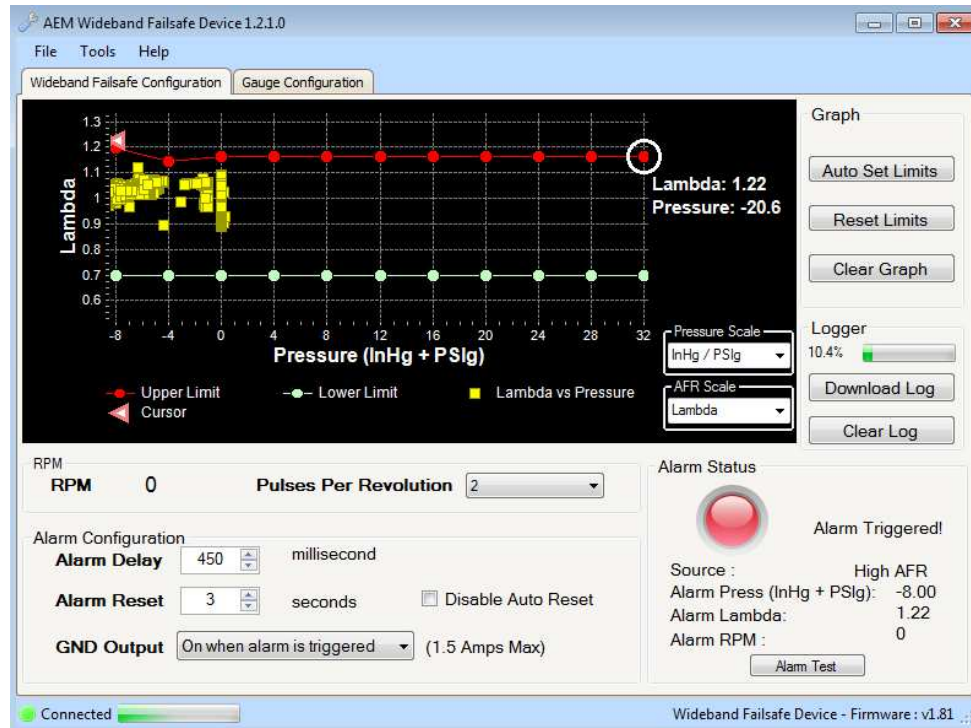 AEM Wideband Failsafe Device 1.2.1.0
File Tools Help
Wideband Failsafe Configuration Gauge Configuration
1.3
1.2
1.1
1
0.9
0.8
0.7
0.6
Lambda
-8 -4 0 4 8 12 16 20 24 28 32
Pressure (InHg + PSIg)
Lambda: 1.22
Pressure: -20.6
Upper Limit Lower Limit Lambda vs Pressure
Cursor
Pressure Scale
InHg / PSIg
AFR Scale
Lambda
Graph
Auto Set Limits
Reset Limits
Clear Graph
Logger
10.4%
Download Log
Clear Log
RPM
RPM 0 Pulses Per Revolution 2
Alarm Configuration
Alarm Delay 450 millisecond
Alarm Reset 3 seconds Disable Auto Reset
GND Output On when alarm is triggered (1.5 Amps Max)
Alarm Status
Alarm Triggered!
Source : High AFR
Alarm Press (InHg + PSIg): -8.00
Alarm Lambda: 1.22
Alarm RPM : 0
Alarm Test
Connected
Wideband Failsafe Device - Firmware : v1.81